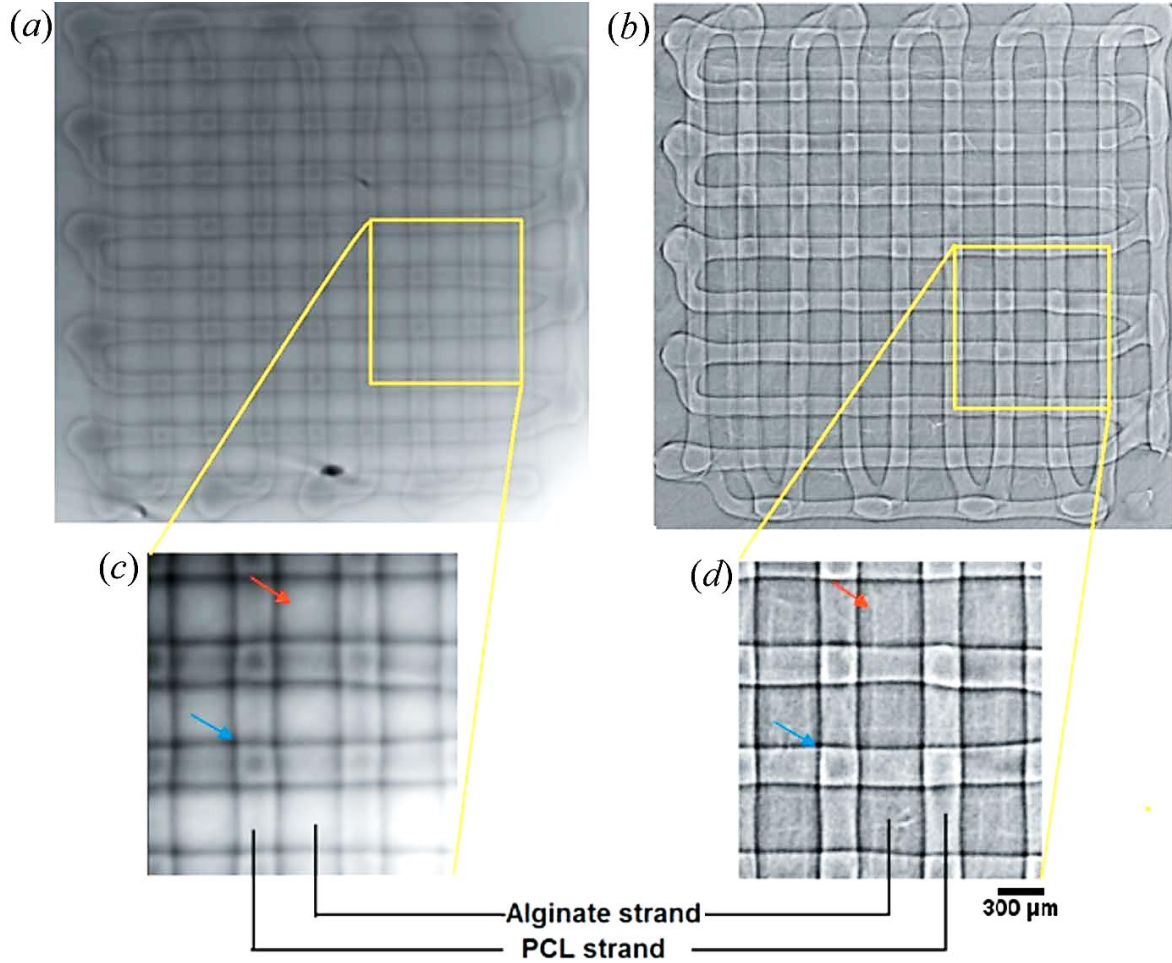 (a)
(b)
(c)
(d)
300 µm
Alginate strand
PCL strand